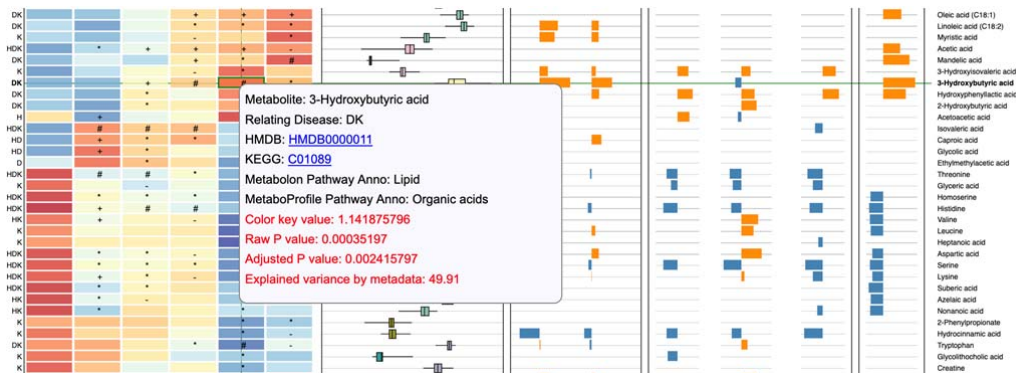 DK + + + Oleic acid (C18:1)
DK * * * Linoleic acid (C18:2)
K - * Myristic acid
HDK * + + + - Acetic acid
DK + * # Mandelic acid
K - * 3-Hydroxyisovaleric acid
DK + # # * 3-Hydroxybutyric acid
DK * Hydroxyphenyllactic acid
DK * 2-Hydroxybutyric acid
H + Acetoacetic acid
HDK # # # Isovaleric acid
HD + * * Caproic acid
HD + * Glycolic acid
D * Ethylmethylacetic acid
HDK # # * Threonine
K - Glyceric acid
HDK * * * Homoserine
HDK + # # Histidine
HK + - Valine
K Leucine
K Heptanoic acid
HDK * * - Aspartic acid
HDK * * * Serine
HDK + * - Lysine
HDK * * Suberic acid
HK * - Azelaic acid
HK * * Nonanoic acid
K * * 2-Phenylpropionate
K * - Hydrocinnamic acid
DK * # - Tryptophan
K * Glycolithocholic acid
K * Creatine
Metabolite: 3-Hydroxybutyric acid
Relating Disease: DK
HMDB: HMDB0000011
KEGG: C01089
Metabolon Pathway Anno: Lipid
MetaboProfile Pathway Anno: Organic acids
Color key value: 1.141875796
Raw P value: 0.00035197
Adjusted P value: 0.002415797
Explained variance by metadata: 49.91